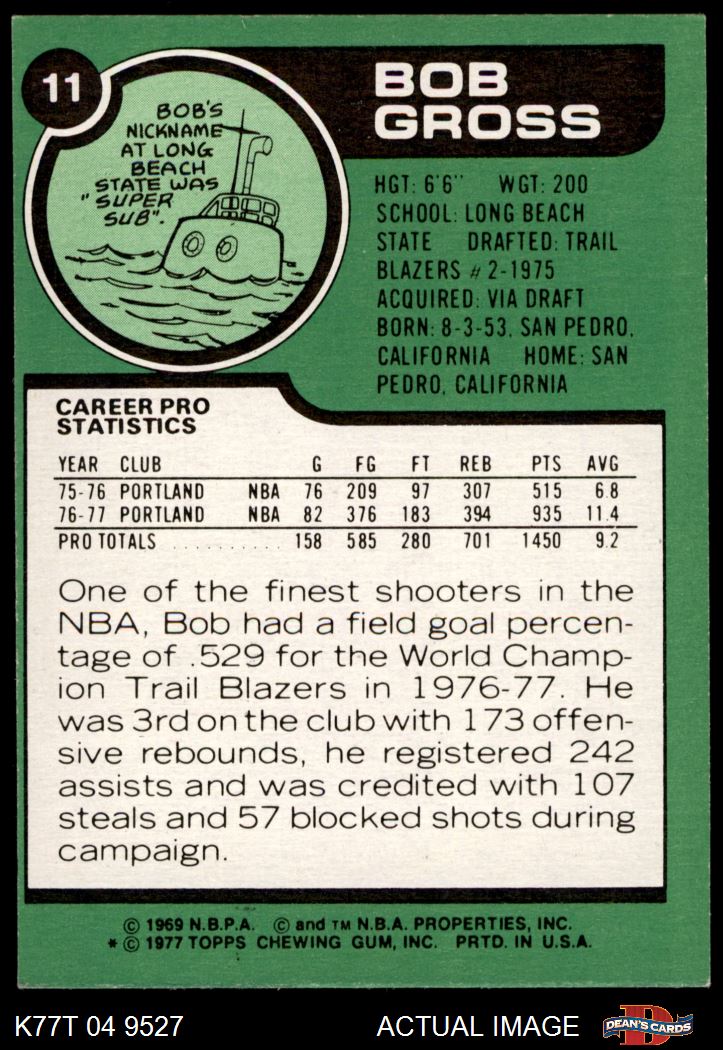 11
BOB
GROSS
BOB'S
NICKNAME
AT LONG
BEACH
STATE WAS
"SUPER
SUB".
HGT: 6'6" WGT: 200
SCHOOL: LONG BEACH
STATE DRAFTED: TRAIL
BLAZERS #2-1975
ACQUIRED: VIA DRAFT
BORN: 8-3-53, SAN PEDRO,
CALIFORNIA HOME: SAN
PEDRO, CALIFORNIA
CAREER PRO
STATISTICS
YEAR CLUB G FG FT REB PTS AVG
75-76 PORTLAND NBA 76 209 97 307 515 6.8
76-77 PORTLAND NBA 82 376 183 394 935 11.4
PRO TOTALS .......... 158 585 280 701 1450 9.2
One of the finest shooters in the
NBA, Bob had a field goal percen-
tage of .529 for the World Champ-
ion Trail Blazers in 1976-77. He
was 3rd on the club with 173 offen-
sive rebounds, he registered 242
assists and was credited with 107
steals and 57 blocked shots during
campaign.
© 1969 N.B.P.A. © and TM N.B.A. PROPERTIES, INC.
* © 1977 TOPPS CHEWING GUM, INC. PRTD. IN U.S.A.
K77T 04 9527 ACTUAL IMAGE D DEAN'S CARDS